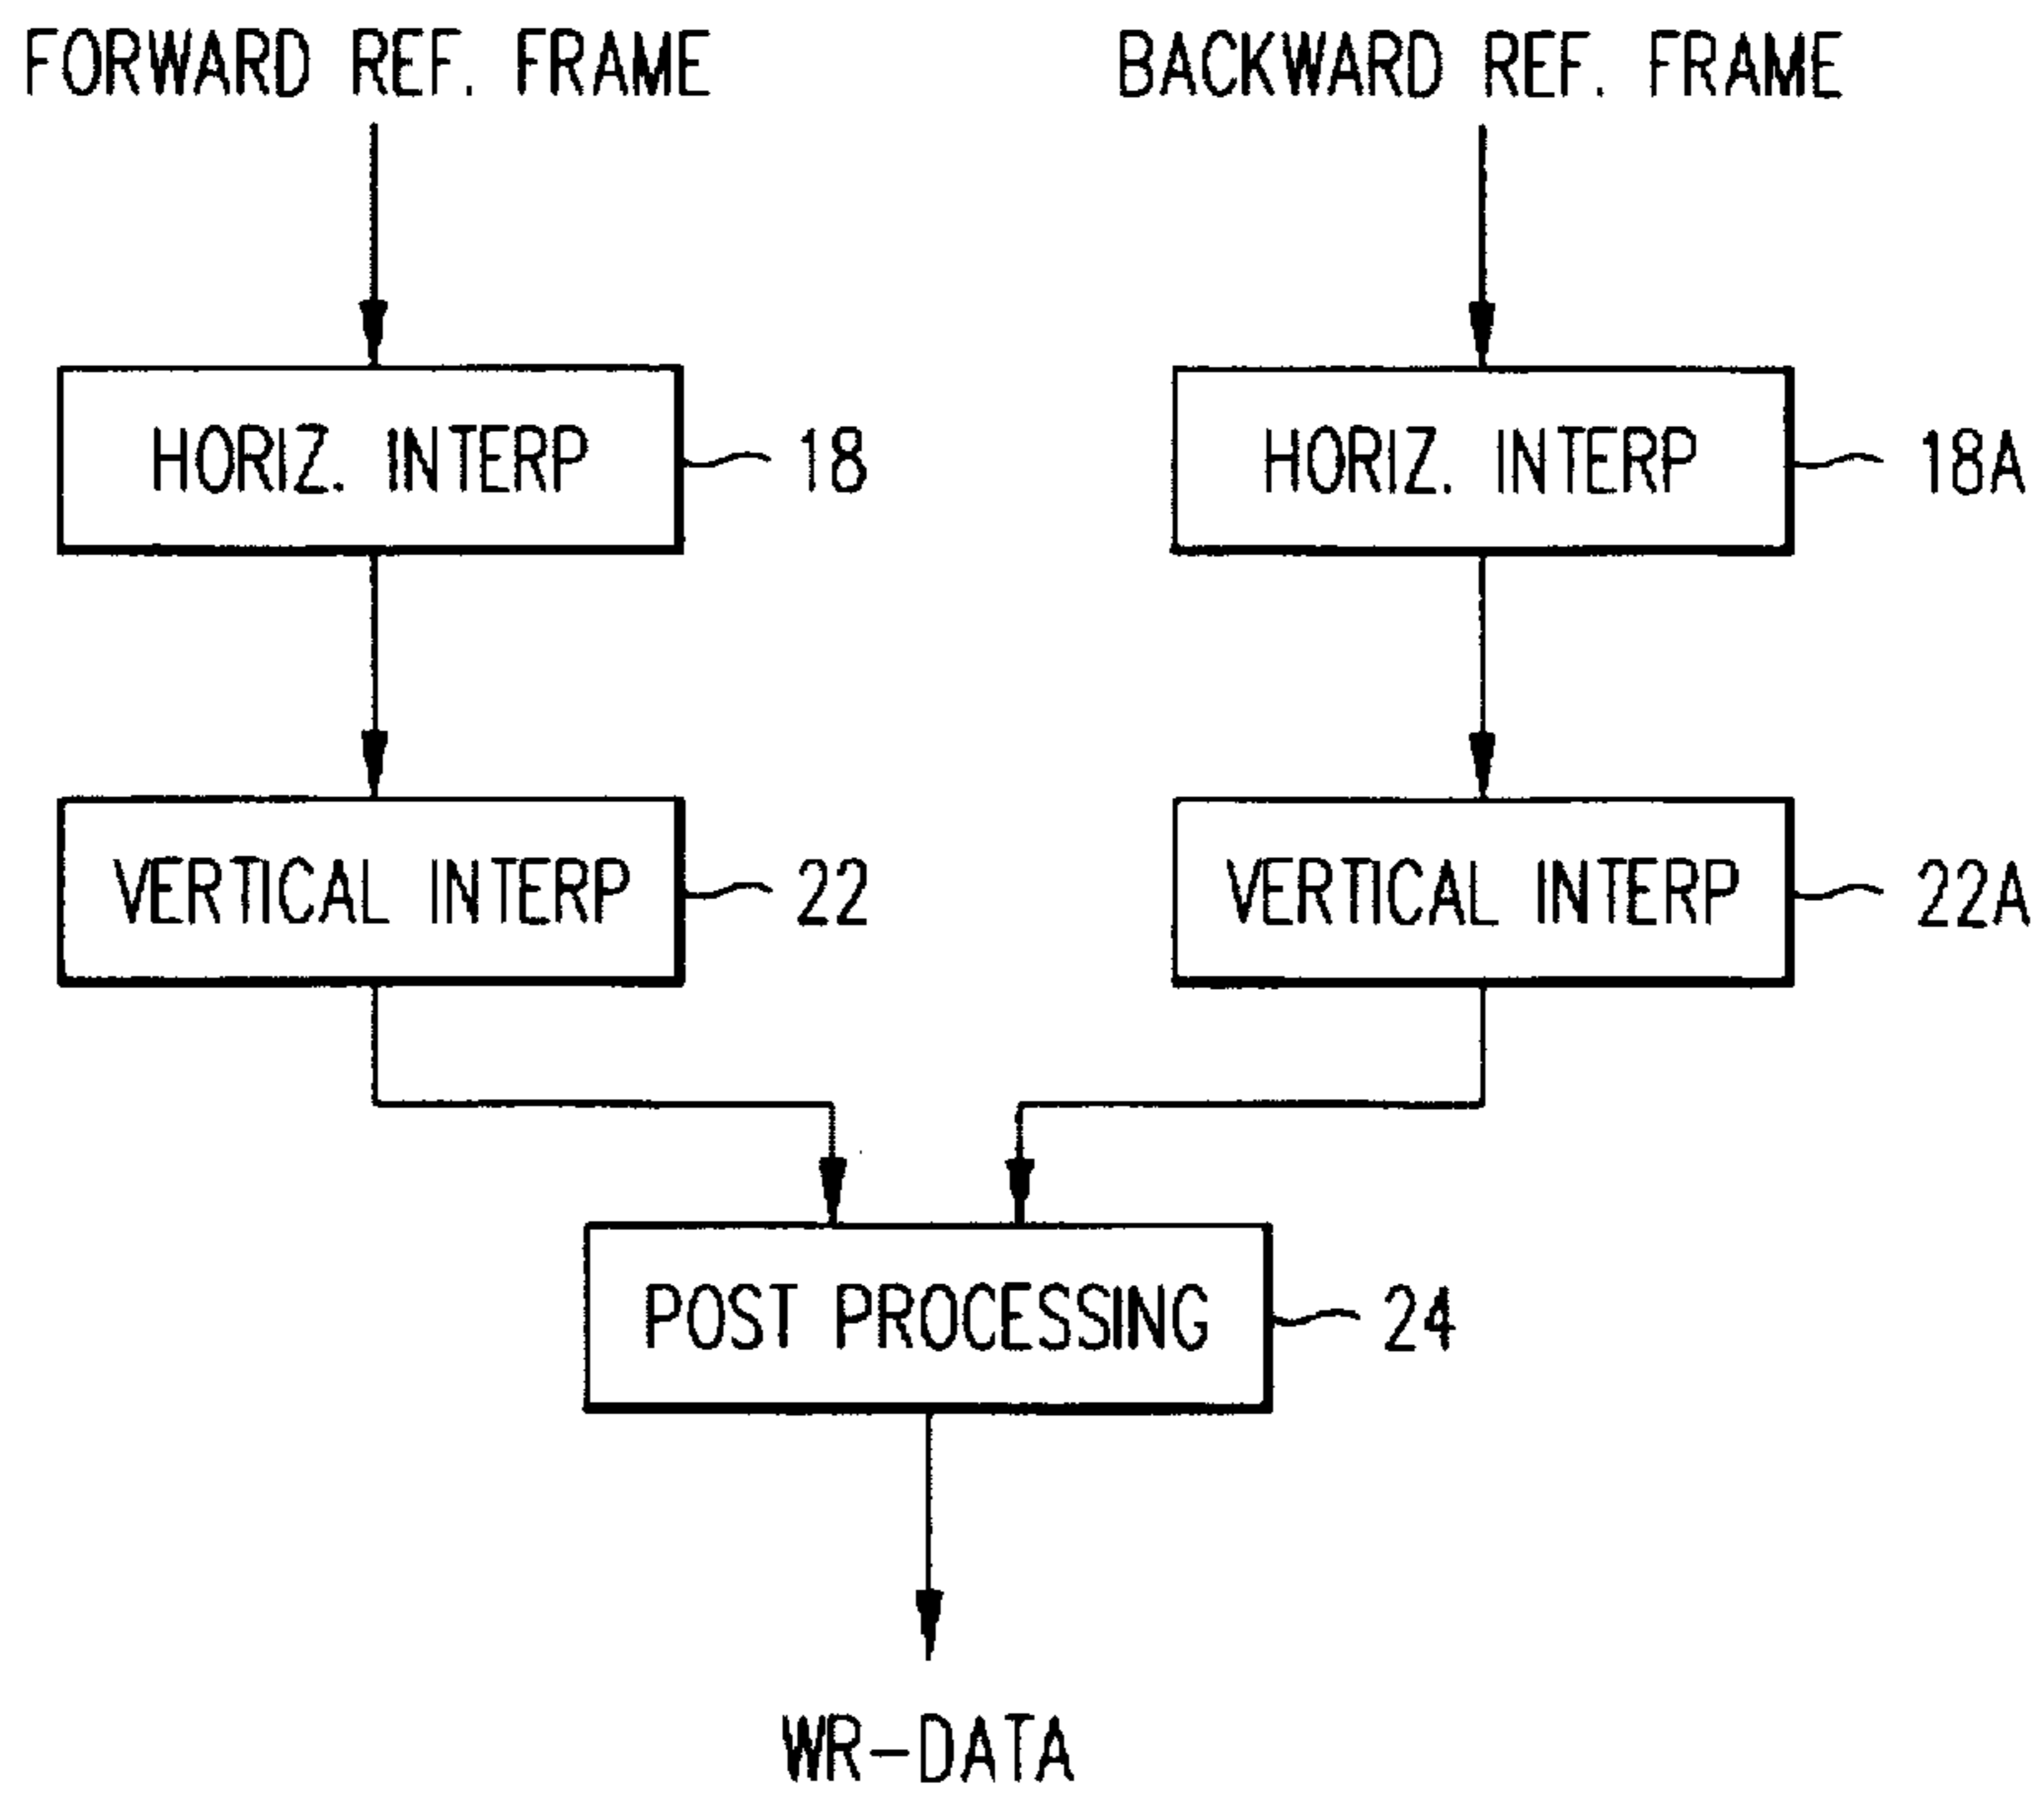 FORWARD REF. FRAME
BACKWARD REF. FRAME
HORIZ. INTERP
18
HORIZ. INTERP
18A
VERTICAL INTERP
22
VERTICAL INTERP
22A
POST PROCESSING
24
WR-DATA